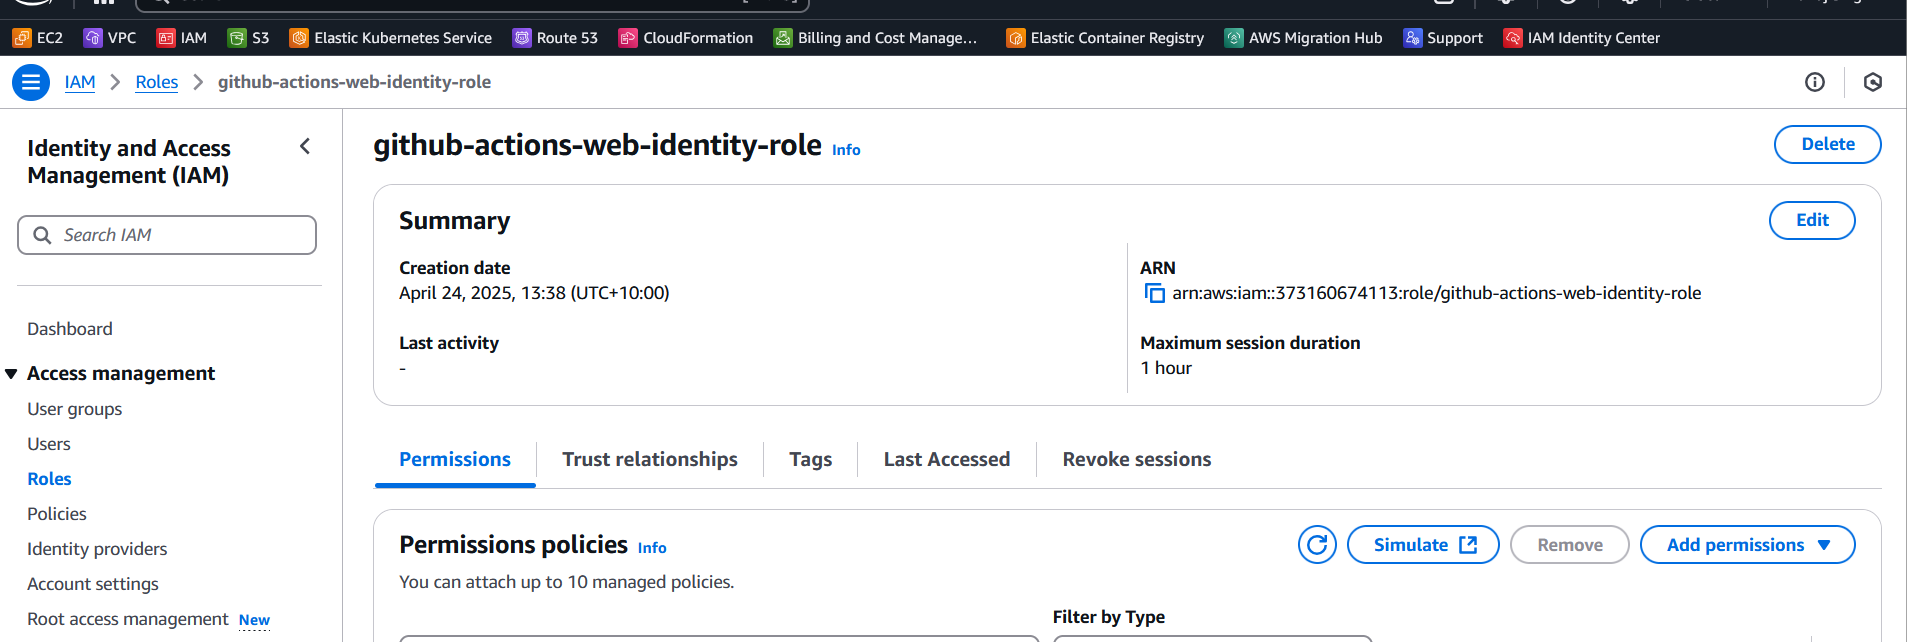 EC2 VPC IAM S3 Elastic Kubernetes Service Route 53 CloudFormation Billing and Cost Manage... Elastic Container Registry AWS Migration Hub Support IAM Identity Center
IAM Roles github-actions-web-identity-role
Identity and Access
Management (IAM)
Search IAM
Dashboard
Access management
User groups
Users
Roles
Policies
Identity providers
Account settings
Root access management New
github-actions-web-identity-role Info
Delete
Summary
Edit
Creation date
April 24, 2025, 13:38 (UTC+10:00)
ARN
arn:aws:iam::373160674113:role/github-actions-web-identity-role
Last activity
-
Maximum session duration
1 hour
Permissions Trust relationships Tags Last Accessed Revoke sessions
Permissions policies Info
Simulate Remove Add permissions
You can attach up to 10 managed policies.
Filter by Type